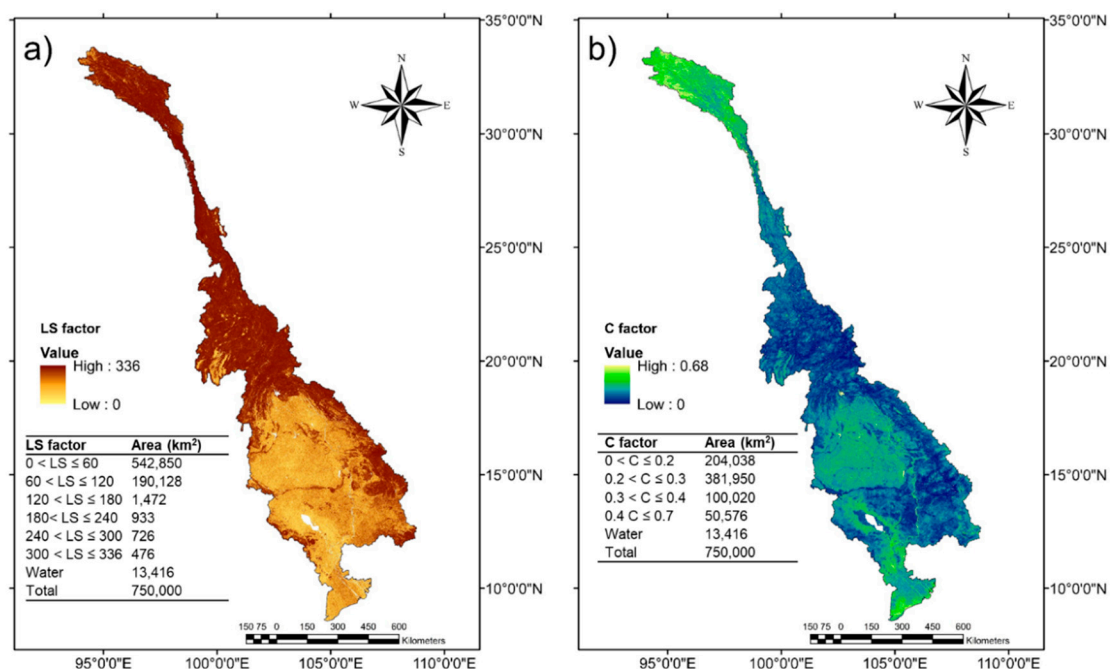 a)
N
W E
S
35°0'0"N
30°0'0"N
25°0'0"N
20°0'0"N
15°0'0"N
10°0'0"N
LS factor
Value
High : 336
Low : 0
LS factor Area (km²)
0 < LS ≤ 60 542,850
60 < LS ≤ 120 190,128
120 < LS ≤ 180 1,472
180< LS ≤ 240 933
240 < LS ≤ 300 726
300 < LS ≤ 336 476
Water 13,416
Total 750,000
150 75 0 150 300 450 600
Kilometers
95°0'0"E 100°0'0"E 105°0'0"E 110°0'0"E
b)
N
W E
S
35°0'0"N
30°0'0"N
25°0'0"N
20°0'0"N
15°0'0"N
10°0'0"N
C factor
Value
High : 0.68
Low : 0
C factor Area (km²)
0 < C ≤ 0.2 204,038
0.2 < C ≤ 0.3 381,950
0.3 < C ≤ 0.4 100,020
0.4 C ≤ 0.7 50,576
Water 13,416
Total 750,000
150 75 0 150 300 450 600
Kilometers
95°0'0"E 100°0'0"E 105°0'0"E 110°0'0"E